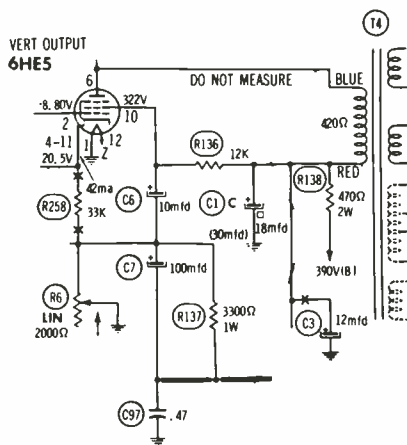 T4
VERT OUTPUT
6HE5
6
DO NOT MEASURE
BLUE
-8.80V
322V
2
10
420Ω
4-11
1
12
Z
20.5V
R136
RED
12K
R138
42ma
R258
33K
C6
10mfd
C1 C
18mfd
(30mfd)
470Ω
2W
C7
100mfd
390V(B)
R6
LIN
2000Ω
R137
3300Ω
1W
C3
12mfd
C97
.47